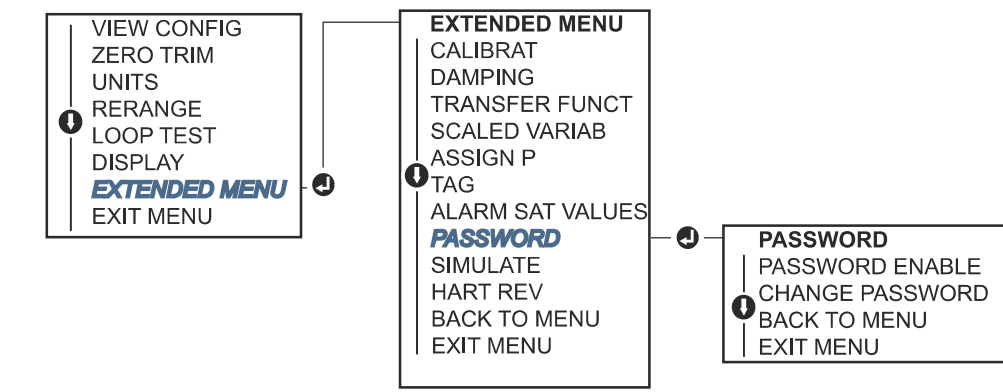 VIEW CONFIG
ZERO TRIM
UNITS
RERANGE
LOOP TEST
DISPLAY
EXTENDED MENU
EXIT MENU
EXTENDED MENU
CALIBRAT
DAMPING
TRANSFER FUNCT
SCALED VARIAB
ASSIGN P
TAG
ALARM SAT VALUES
PASSWORD
SIMULATE
HART REV
BACK TO MENU
EXIT MENU
PASSWORD
PASSWORD ENABLE
CHANGE PASSWORD
BACK TO MENU
EXIT MENU